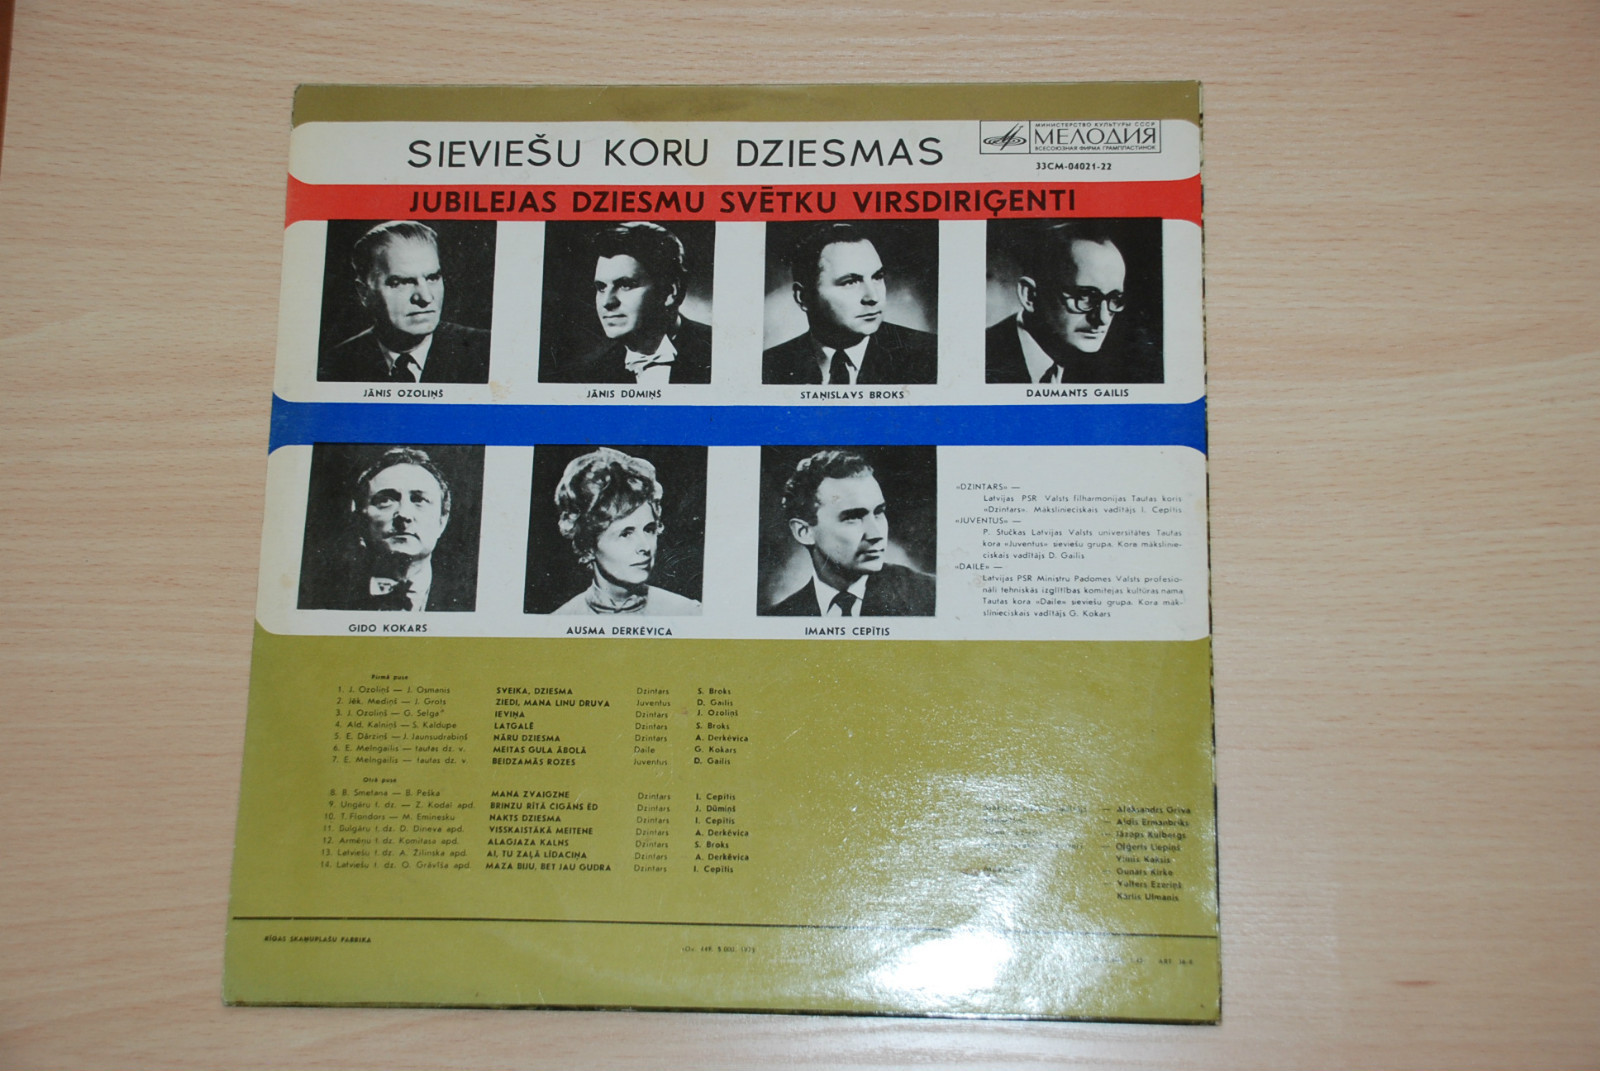 SIEVIEŠU KORU DZIESMAS
МИНИСТЕРСТВО КУЛЬТУРЫ СССР
МЕЛОДИЯ
ВСЕСОЮЗНАЯ ФИРМА ГРАМПЛАСТИНОК
33CM-04021-22
JUBILEJAS DZIESMU SVĒTKU VIRSDIRIĢENTI
JĀNIS OZOLIŅŠ
JĀNIS DŪMIŅŠ
STAŅISLAVS BROKS
DAUMANTS GAILIS
GIDO KOKARS
AUSMA DERKĒVICA
IMANTS CEPĪTIS
«DZINTARS» —
Latvijas PSR Valsts filharmonijas Tautas koris
«Dzintars». Mākslinieciskais vadītājs I. Cepītis
«JUVENTUS» —
P. Stučkas Latvijas Valsts universitātes Tautas
kora «Juventus» sieviešu grupa. Kora mākslinie-
ciskais vadītājs D. Gailis
«DAILE» —
Latvijas PSR Ministru Padomes Valsts profesio-
nāli tehniskās izglītības komitejas kultūras nama
Tautas kora «Daile» sieviešu grupa. Kora māk-
slinieciskais vadītājs G. Kokars
Pirmā puse
1. J. Ozoliņš — J. Osmanis SVEIKA, DZIESMA Dzintars S. Broks
2. Jēk. Mediņš — J. Grots ZIEDI, MANA LINU DRUVA Juventus D. Gailis
3. J. Ozoliņš — G. Selga IEVIŅA Dzintars J. Ozoliņš
4. Ald. Kalniņš — S. Kaldupe LATGALĒ Dzintars S. Broks
5. E. Dārziņš — J. Jaunsudrabiņš NĀRU DZIESMA Dzintars A. Derkēvica
6. E. Melngailis — tautas dz. v. MEITAS GUĻA ĀBOLĀ Daile G. Kokars
7. E. Melngailis — tautas dz. v. BEIDZAMĀS ROZES Juventus D. Gailis
Otrā puse
8. B. Smetana — B. Peška MANA ZVAIGZNE Dzintars I. Cepītis
9. Ungāru t. dz. — Z. Kodai apd. BRINZU RĪTĀ ČIGĀNS ĒD Dzintars J. Dūmiņš
10. T. Flondors — M. Eminesku NAKTS DZIESMA Dzintars I. Cepītis
11. Bulgāru t. dz. D. Dineva apd. VISSKAISTĀKĀ MEITENE Dzintars A. Derkēvica
12. Armēņu t. dz. Komitasa apd. ALAGJAZA KALNS Dzintars S. Broks
13. Latviešu t. dz. A. Žilinska apd. AI, TU ZAĻĀ LĪDACIŅA Dzintars A. Derkēvica
14. Latviešu t. dz. O. Grāvīša apd. MAZA BIJU, BET JAU GUDRA Dzintars I. Cepītis
— Aleksandrs Grīva
— Aldis Ermanbriks
— Jāzeps Kulbergs
— Oļģerts Liepiņš
Vilnis Kaksis
— Gunārs Kirke
— Valters Ezeriņš
Kārlis Ulmanis
RĪGAS SKAŅUPLAŠU FABRIKA